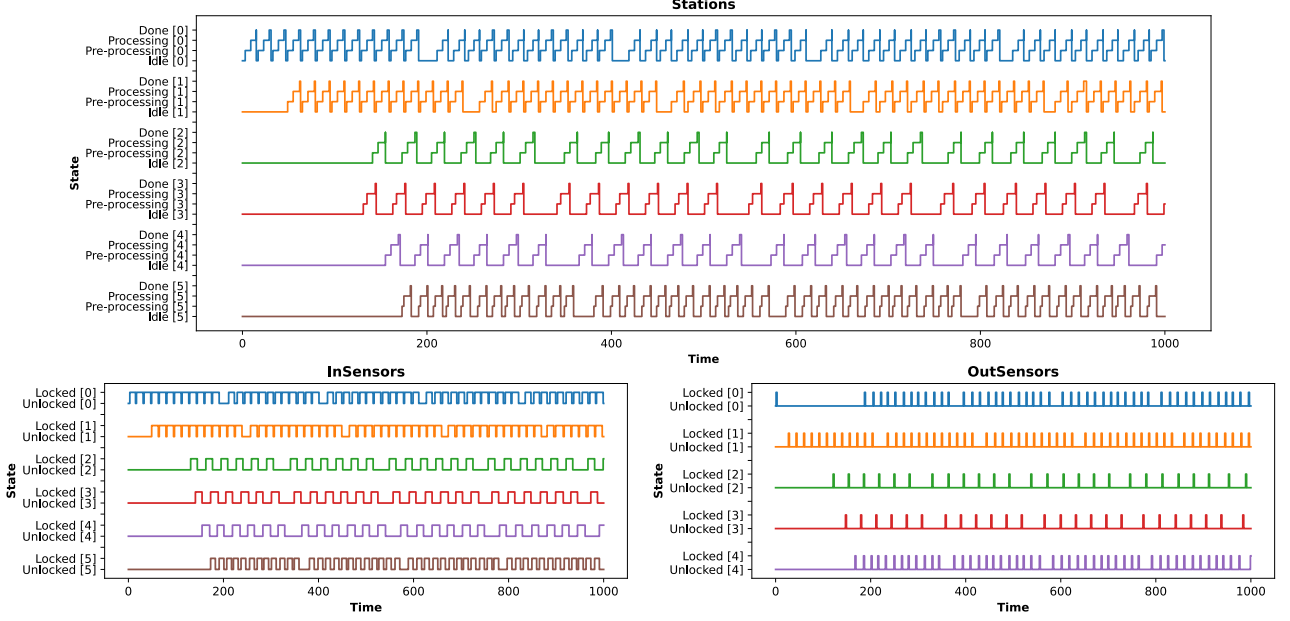 Stations
Done [0]
Processing [0]
Pre-processing [0]
Idle [0]
Done [1]
Processing [1]
Pre-processing [1]
Idle [1]
Done [2]
Processing [2]
Pre-processing [2]
Idle [2]
Done [3]
Processing [3]
Pre-processing [3]
Idle [3]
Done [4]
Processing [4]
Pre-processing [4]
Idle [4]
Done [5]
Processing [5]
Pre-processing [5]
Idle [5]
State
0 200 400 600 800 1000
Time
InSensors
Locked [0]
Unlocked [0]
Locked [1]
Unlocked [1]
Locked [2]
Unlocked [2]
Locked [3]
Unlocked [3]
Locked [4]
Unlocked [4]
Locked [5]
Unlocked [5]
State
0 200 400 600 800 1000
Time
OutSensors
Locked [0]
Unlocked [0]
Locked [1]
Unlocked [1]
Locked [2]
Unlocked [2]
Locked [3]
Unlocked [3]
Locked [4]
Unlocked [4]
State
0 200 400 600 800 1000
Time